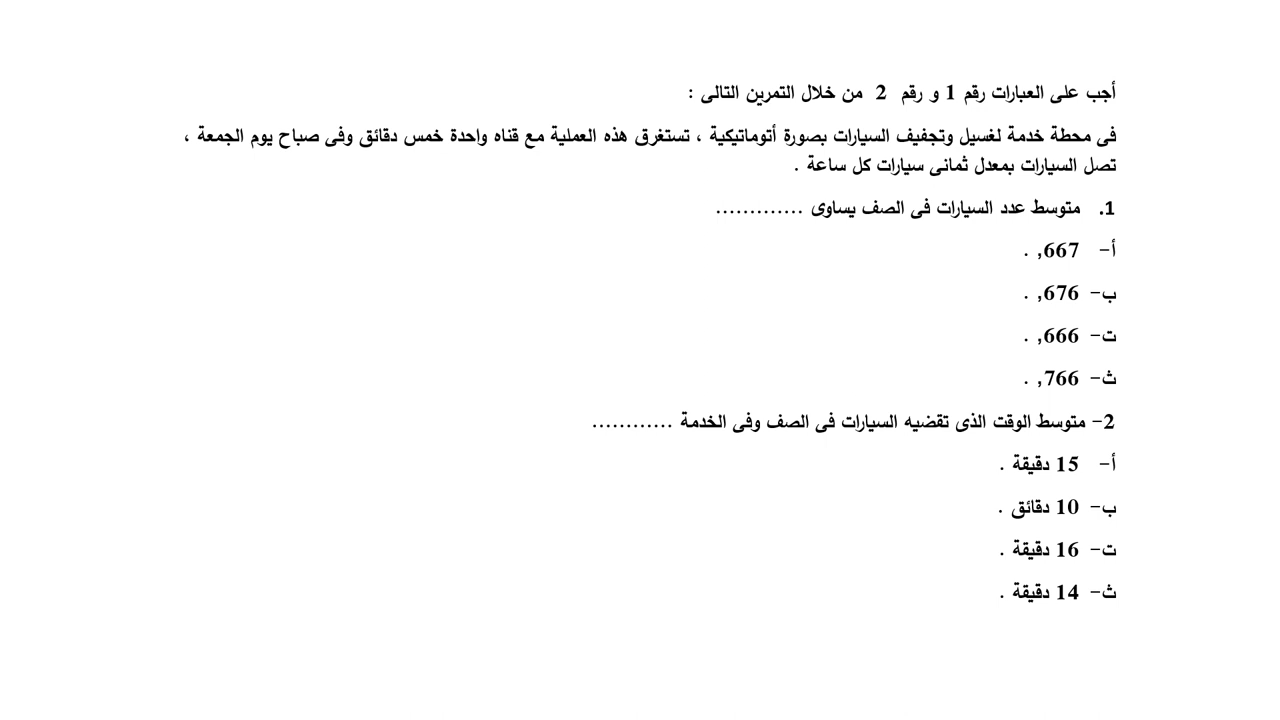 أجب على العبارات رقم 1 و رقم 2 من خلال التمرين التالى :
فى محطة خدمة لغسيل وتجفيف السيارات بصورة أتوماتيكية ، تستغرق هذه العملية مع قناه واحدة خمس دقائق وفى صباح يوم الجمعة ،
تصل السيارات بمعدل ثمانى سيارات كل ساعة .
1. متوسط عدد السيارات فى الصف يساوى .............
أ- 667, .
ب- 676, .
ت- 666, .
ث- 766, .
2- متوسط الوقت الذى تقضيه السيارات فى الصف وفى الخدمة ............
أ- 15 دقيقة .
ب- 10 دقائق .
ت- 16 دقيقة .
ث- 14 دقيقة .